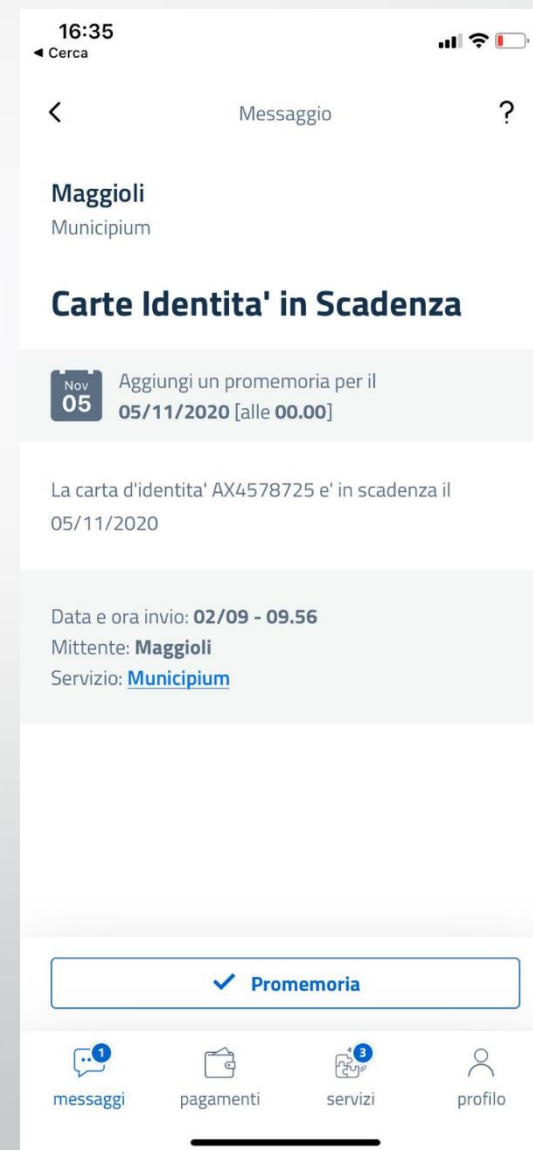 16:35
◀ Cerca
Messaggio
?
Maggioli
Municipium
Carte Identita' in Scadenza
Nov
05
Aggiungi un promemoria per il
05/11/2020 [alle 00.00]
La carta d'identita' AX4578725 e' in scadenza il
05/11/2020
Data e ora invio: 02/09 - 09.56
Mittente: Maggioli
Servizio: Municipium
Promemoria
1
3
messaggi
pagamenti
servizi
profilo